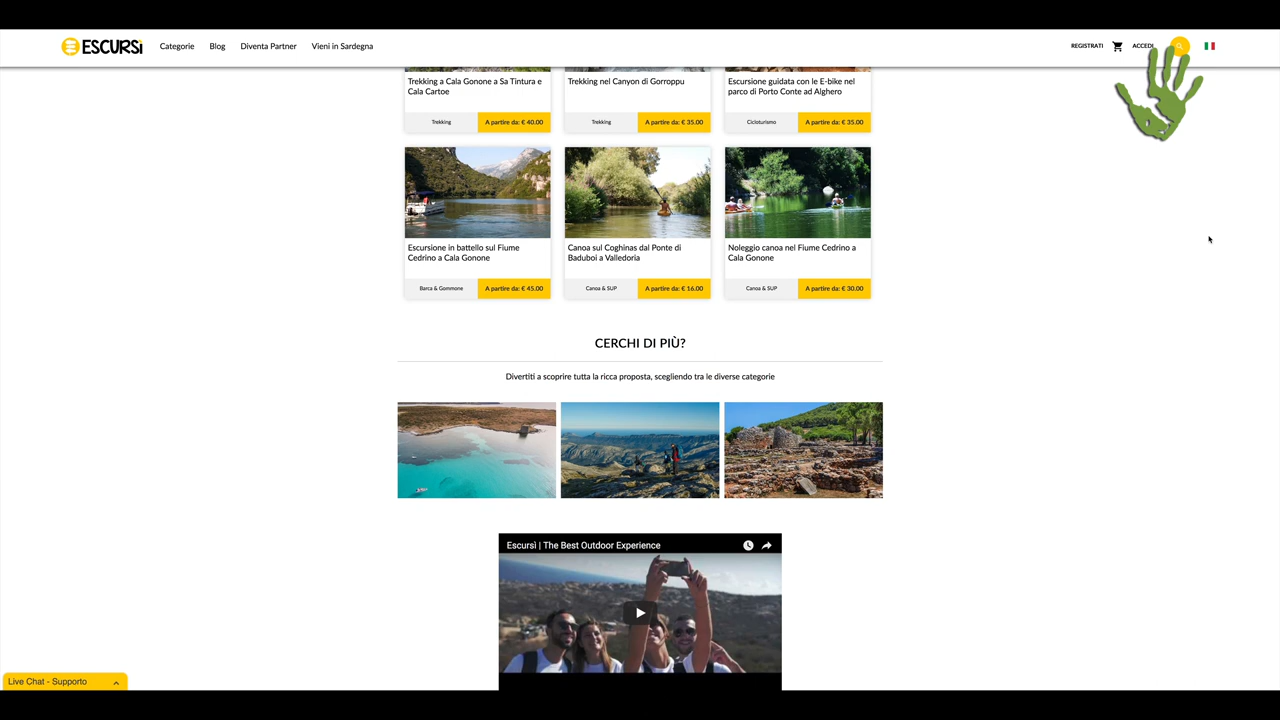 ESCURSì
Categorie
Blog
Diventa Partner
Vieni in Sardegna
REGISTRATI
ACCEDI
Trekking a Cala Gonone a Sa Tintura e
Cala Cartoe
Trekking
A partire da: € 40.00
Trekking nel Canyon di Gorroppu
Trekking
A partire da: € 35.00
Escursione guidata con le E-bike nel
parco di Porto Conte ad Alghero
Cicloturismo
A partire da: € 35.00
Escursione in battello sul Fiume
Cedrino a Cala Gonone
Barca & Gommone
A partire da: € 45.00
Canoa sul Coghinas dal Ponte di
Baduboi a Valledoria
Canoa & SUP
A partire da: € 16.00
Noleggio canoa nel Fiume Cedrino a
Cala Gonone
Canoa & SUP
A partire da: € 30.00
CERCHI DI PIÙ?
Divertiti a scoprire tutta la ricca proposta, scegliendo tra le diverse categorie
Escursì | The Best Outdoor Experience
Live Chat - Supporto